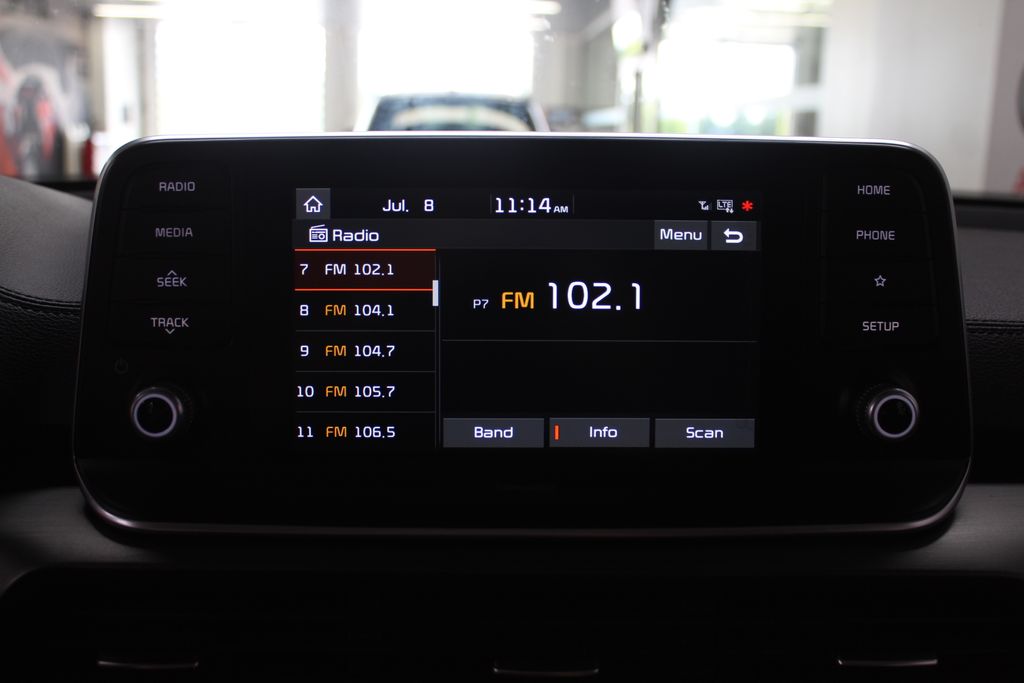 RADIO
MEDIA
SEEK
TRACK
Jul. 8 11:14 AM LTE
Radio Menu
7 FM 102.1
8 FM 104.1
9 FM 104.7
10 FM 105.7
11 FM 106.5
P7 FM 102.1
Band Info Scan
HOME
PHONE
SETUP